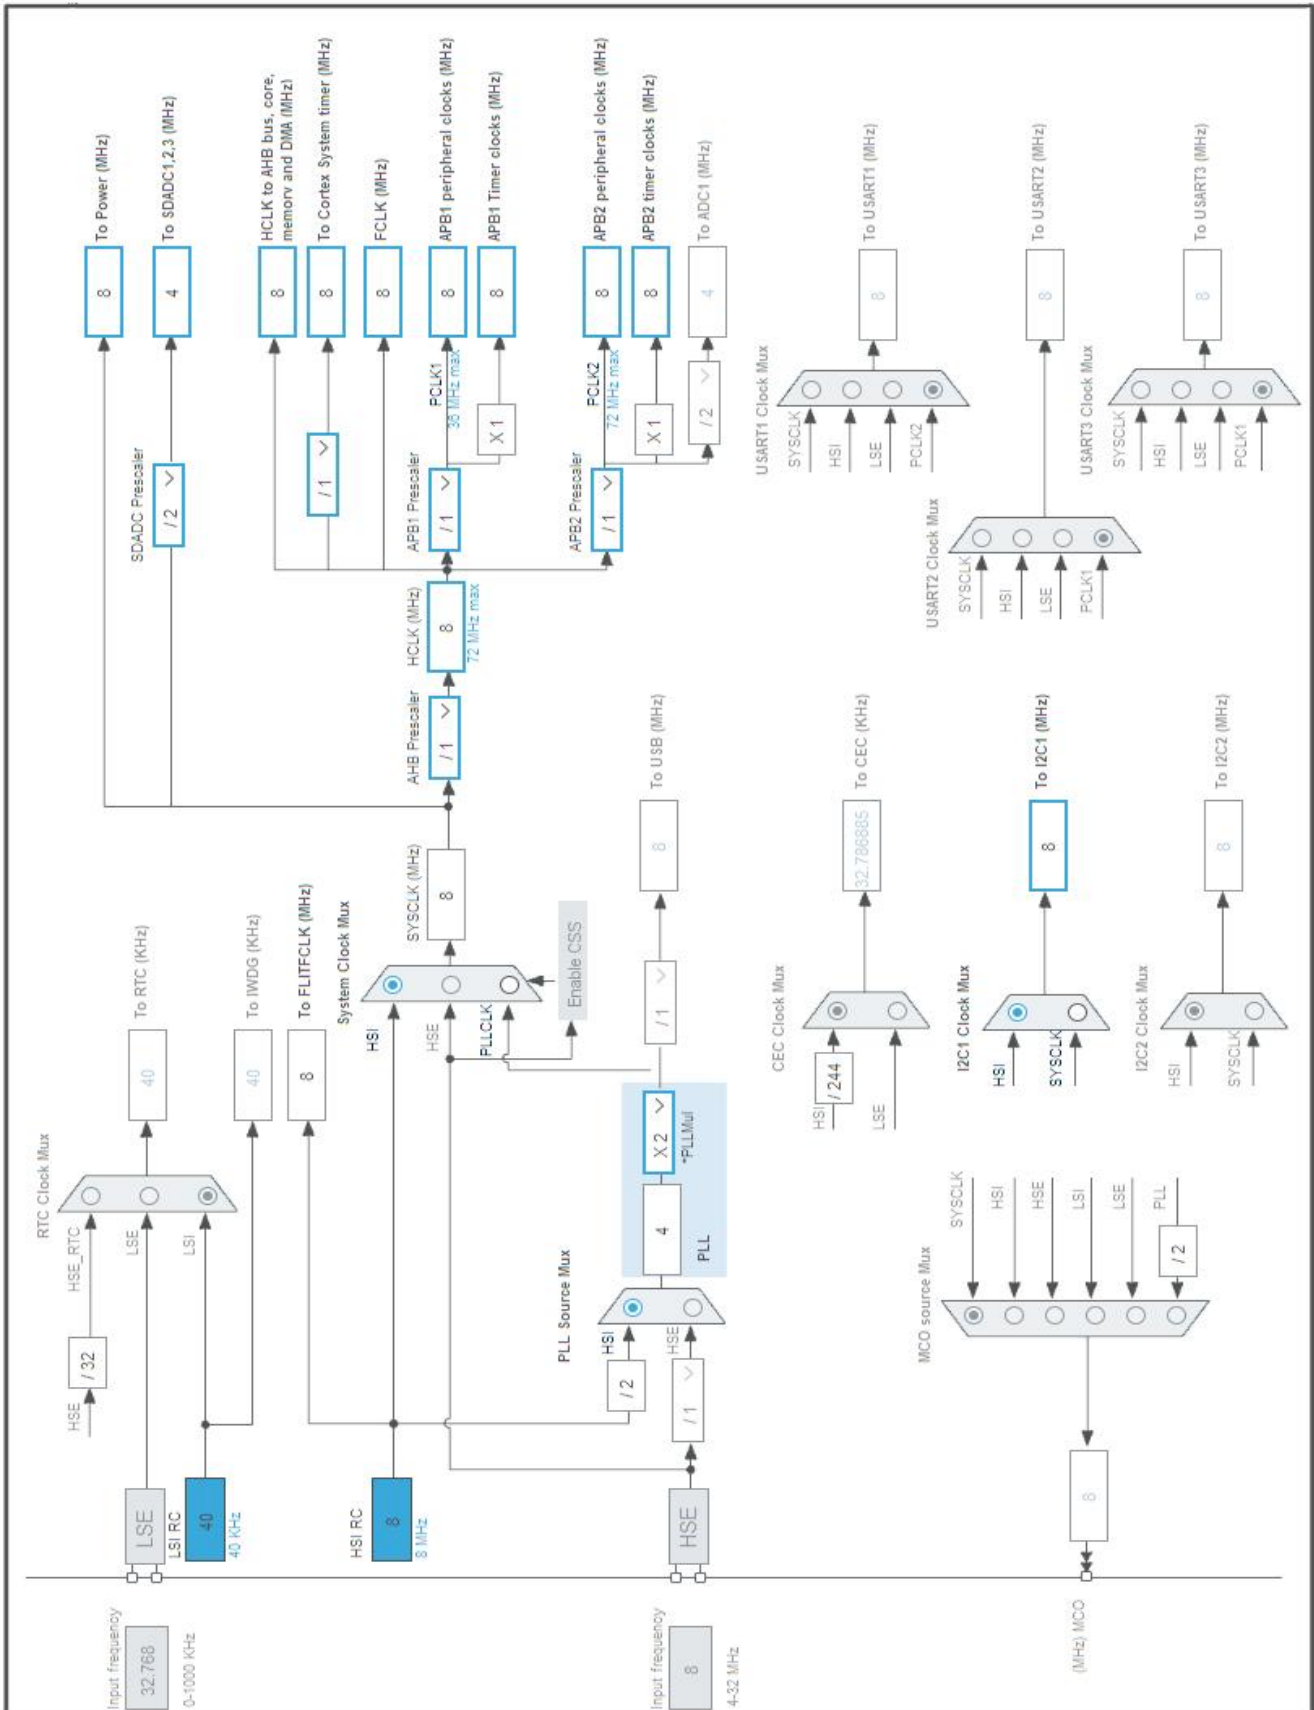 Input frequency
32.768
0-1000 KHz
LSE
LSI RC
40
40 KHz
HSE
/ 32
HSE_RTC
LSE
LSI
RTC Clock Mux
40
To RTC (KHz)
40
To IWDG (KHz)
8
To FLITFCLK (MHz)
HSI RC
8
8 MHz
Input frequency
8
4-32 MHz
HSE
/ 2
/ 1
HSI
HSE
PLL Source Mux
4
PLL
X 2
*PLLMul
/ 1
8
To USB (MHz)
System Clock Mux
HSI
HSE
PLLCLK
Enable CSS
8
SYSCLK (MHz)
AHB Prescaler
/ 1
HCLK (MHz)
8
72 MHz max
SDADC Prescaler
/ 2
8
To Power (MHz)
4
To SDADC1,2,3 (MHz)
8
HCLK to AHB bus, core,
memory and DMA (MHz)
/ 1
8
To Cortex System timer (MHz)
8
FCLK (MHz)
APB1 Prescaler
/ 1
PCLK1
36 MHz max
8
APB1 peripheral clocks (MHz)
X 1
8
APB1 Timer clocks (MHz)
APB2 Prescaler
/ 1
PCLK2
72 MHz max
8
APB2 peripheral clocks (MHz)
X 1
8
APB2 timer clocks (MHz)
/ 2
4
To ADC1 (MHz)
CEC Clock Mux
HSI
/ 244
LSE
32.786885
To CEC (KHz)
I2C1 Clock Mux
HSI
SYSCLK
8
To I2C1 (MHz)
I2C2 Clock Mux
HSI
SYSCLK
8
To I2C2 (MHz)
USART1 Clock Mux
SYSCLK
HSI
LSE
PCLK2
8
To USART1 (MHz)
USART2 Clock Mux
SYSCLK
HSI
LSE
PCLK1
8
To USART2 (MHz)
USART3 Clock Mux
SYSCLK
HSI
LSE
PCLK1
8
To USART3 (MHz)
MCO source Mux
SYSCLK
HSI
HSE
LSI
LSE
PLL
/ 2
8
(MHz) MCO